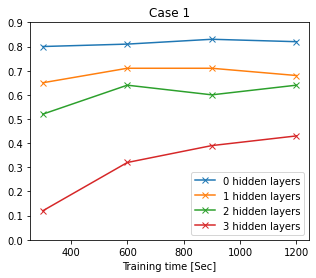 Case 1
0.9
0.8
0.7
0.6
0.5
0.4
0.3
0.2
0.1
0.0
0 hidden layers
1 hidden layers
2 hidden layers
3 hidden layers
400 600 800 1000 1200
Training time [Sec]